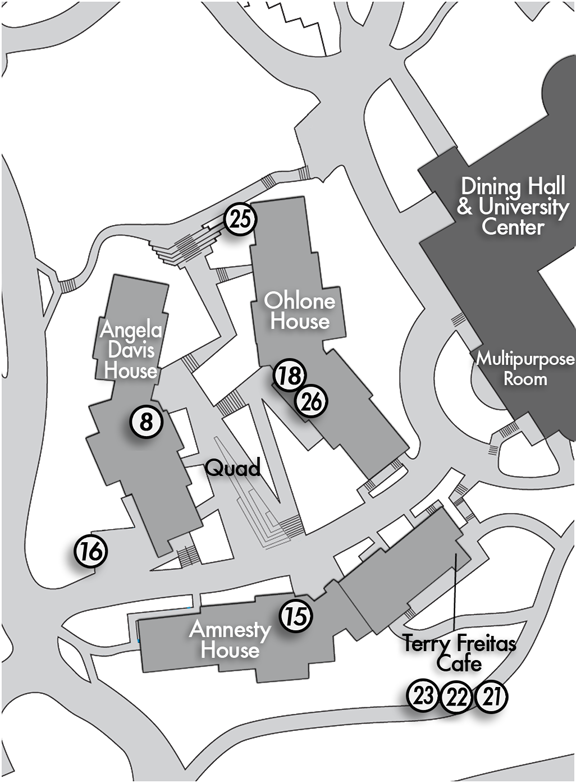 Dining Hall
& University
Center
25
Ohlone
House
Angela
Davis
House
Multipurpose
Room
18
26
8
Quad
16
15
Amnesty
House
Terry Freitas
Cafe
23
22
21